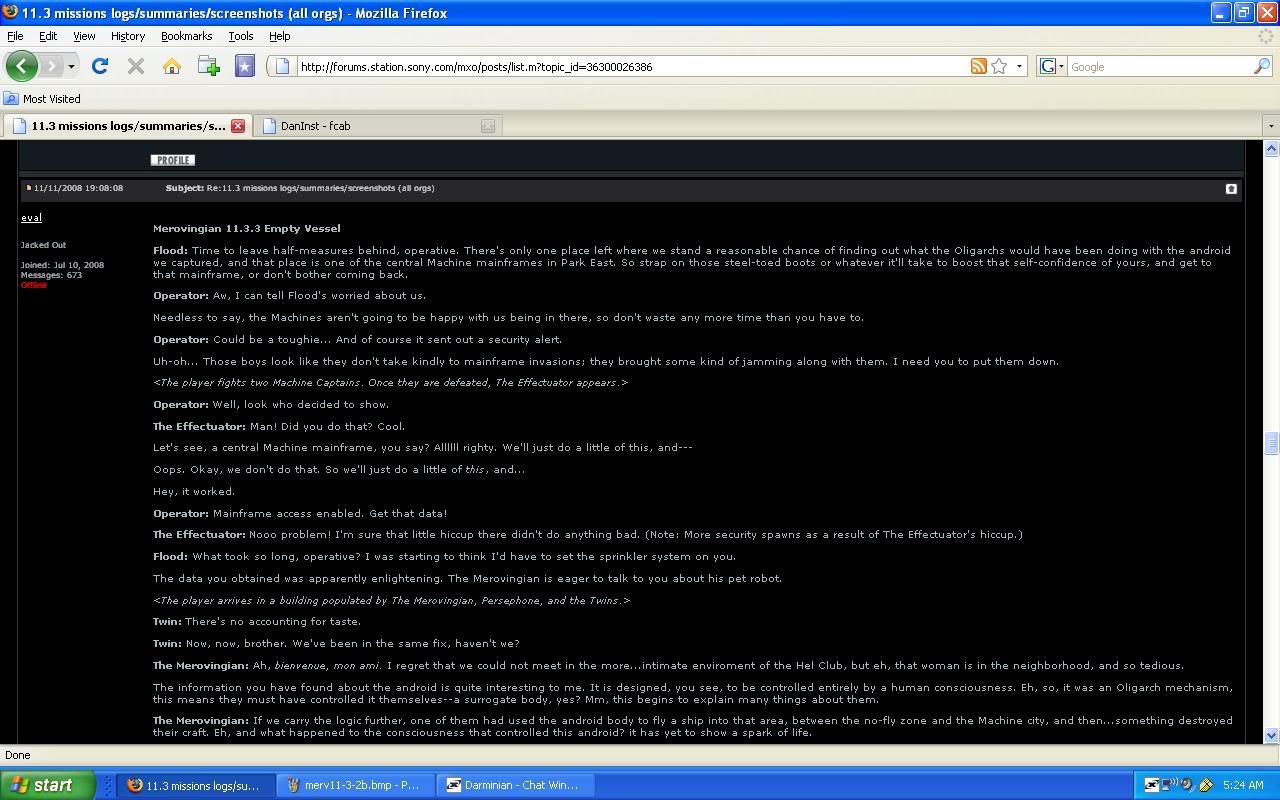 11.3 missions logs/summaries/screenshots (all orgs) - Mozilla Firefox
File Edit View History Bookmarks Tools Help
http://forums.station.sony.com/mxo/posts/list.m?topic_id=36300026386
Google
Most Visited
11.3 missions logs/summaries/s... DanInst - fcab
PROFILE
11/11/2008 19:08:08 Subject: Re:11.3 missions logs/summaries/screenshots (all orgs)
eval
Jacked Out
Joined: Jul 10, 2008
Messages: 673
Offline
Merovingian 11.3.3 Empty Vessel
Flood: Time to leave half-measures behind, operative. There's only one place left where we stand a reasonable chance of finding out what the Oligarchs would have been doing with the android
we captured, and that place is one of the central Machine mainframes in Park East. So strap on those steel-toed boots or whatever it'll take to boost that self-confidence of yours, and get to
that mainframe, or don't bother coming back.
Operator: Aw, I can tell Flood's worried about us.
Needless to say, the Machines aren't going to be happy with us being in there, so don't waste any more time than you have to.
Operator: Could be a toughie... And of course it sent out a security alert.
Uh-oh... Those boys look like they don't take kindly to mainframe invasions; they brought some kind of jamming along with them. I need you to put them down.
<The player fights two Machine Captains. Once they are defeated, The Effectuator appears.>
Operator: Well, look who decided to show.
The Effectuator: Man! Did you do that? Cool.
Let's see, a central Machine mainframe, you say? Allllll righty. We'll just do a little of this, and---
Oops. Okay, we don't do that. So we'll just do a little of this, and...
Hey, it worked.
Operator: Mainframe access enabled. Get that data!
The Effectuator: Nooo problem! I'm sure that little hiccup there didn't do anything bad. (Note: More security spawns as a result of The Effectuator's hiccup.)
Flood: What took so long, operative? I was starting to think I'd have to set the sprinkler system on you.
The data you obtained was apparently enlightening. The Merovingian is eager to talk to you about his pet robot.
<The player arrives in a building populated by The Merovingian, Persephone, and the Twins.>
Twin: There's no accounting for taste.
Twin: Now, now, brother. We've been in the same fix, haven't we?
The Merovingian: Ah, bienvenue, mon ami. I regret that we could not meet in the more...intimate enviroment of the Hel Club, but eh, that woman is in the neighborhood, and so tedious.
The information you have found about the android is quite interesting to me. It is designed, you see, to be controlled entirely by a human consciousness. Eh, so, it was an Oligarch mechanism,
this means they must have controlled it themselves--a surrogate body, yes? Mm, this begins to explain many things about them.
The Merovingian: If we carry the logic further, one of them had used the android body to fly a ship into that area, between the no-fly zone and the Machine city, and then...something destroyed
their craft. Eh, and what happened to the consciousness that controlled this android? it has yet to show a spark of life.
Done
start 11.3 missions logs/su... merv11-3-2b.bmp - P... Darminian - Chat Win... 5:24 AM